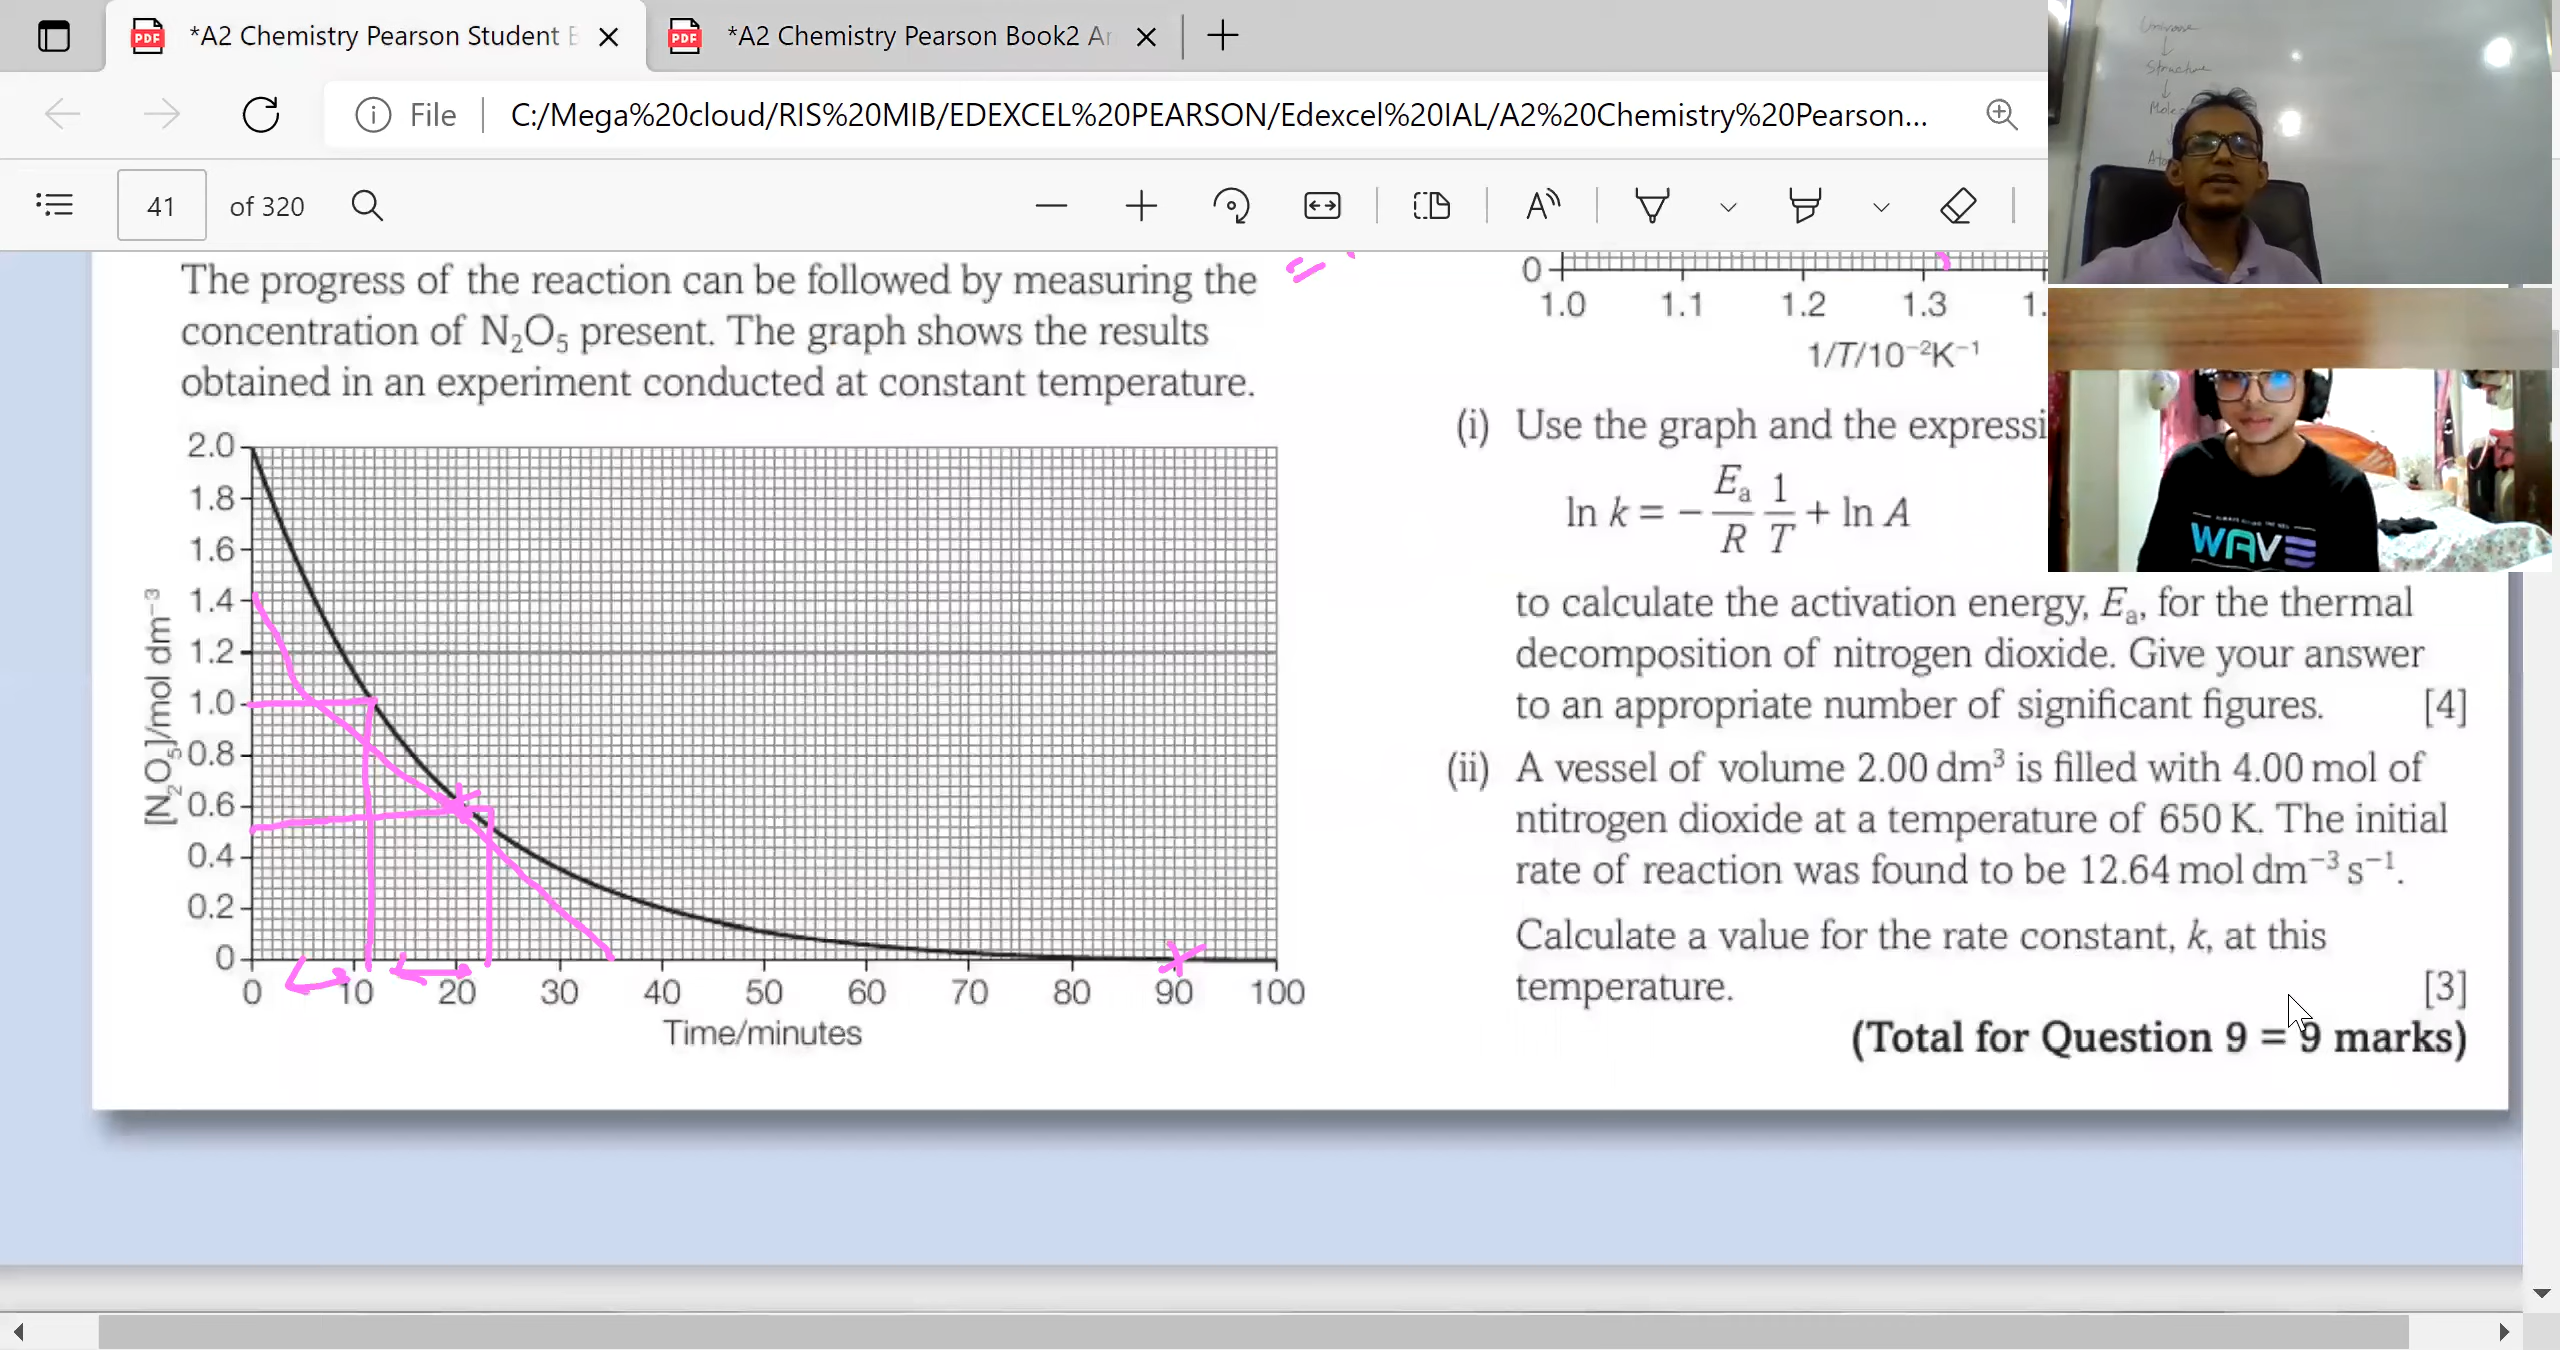 *A2 Chemistry Pearson Student
*A2 Chemistry Pearson Book2
File
C:/Mega%20cloud/RIS%20MIB/EDEXCEL%20PEARSON/Edexcel%20IAL/A2%20Chemistry%20Pearson...
41 of 320
The progress of the reaction can be followed by measuring the
concentration of N₂O₅ present. The graph shows the results
obtained in an experiment conducted at constant temperature.
2.0
1.8
1.6
1.4
1.2
1.0
0.8
0.6
0.4
0.2
0
[N₂O₅]/mol dm⁻³
0 10 20 30 40 50 60 70 80 90 100
Time/minutes
0
1.0 1.1 1.2 1.3 1.
1/T/10⁻²K⁻¹
(i) Use the graph and the expressi
ln k = − Eₐ/R 1/T + ln A
to calculate the activation energy, Eₐ, for the thermal
decomposition of nitrogen dioxide. Give your answer
to an appropriate number of significant figures. [4]
(ii) A vessel of volume 2.00 dm³ is filled with 4.00 mol of
ntitrogen dioxide at a temperature of 650 K. The initial
rate of reaction was found to be 12.64 mol dm⁻³ s⁻¹.
Calculate a value for the rate constant, k, at this
temperature. [3]
(Total for Question 9 = 9 marks)
Universe
Structure
WAVE